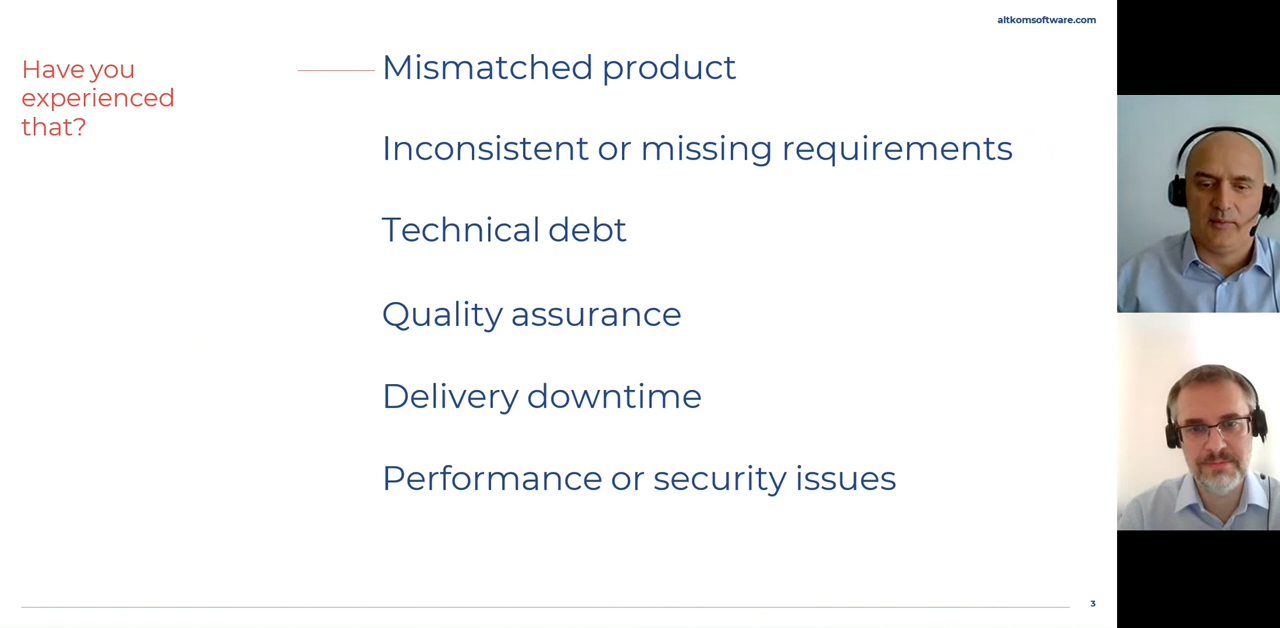 altkomsoftware.com
Have you
experienced
that?
Mismatched product
Inconsistent or missing requirements
Technical debt
Quality assurance
Delivery downtime
Performance or security issues
3